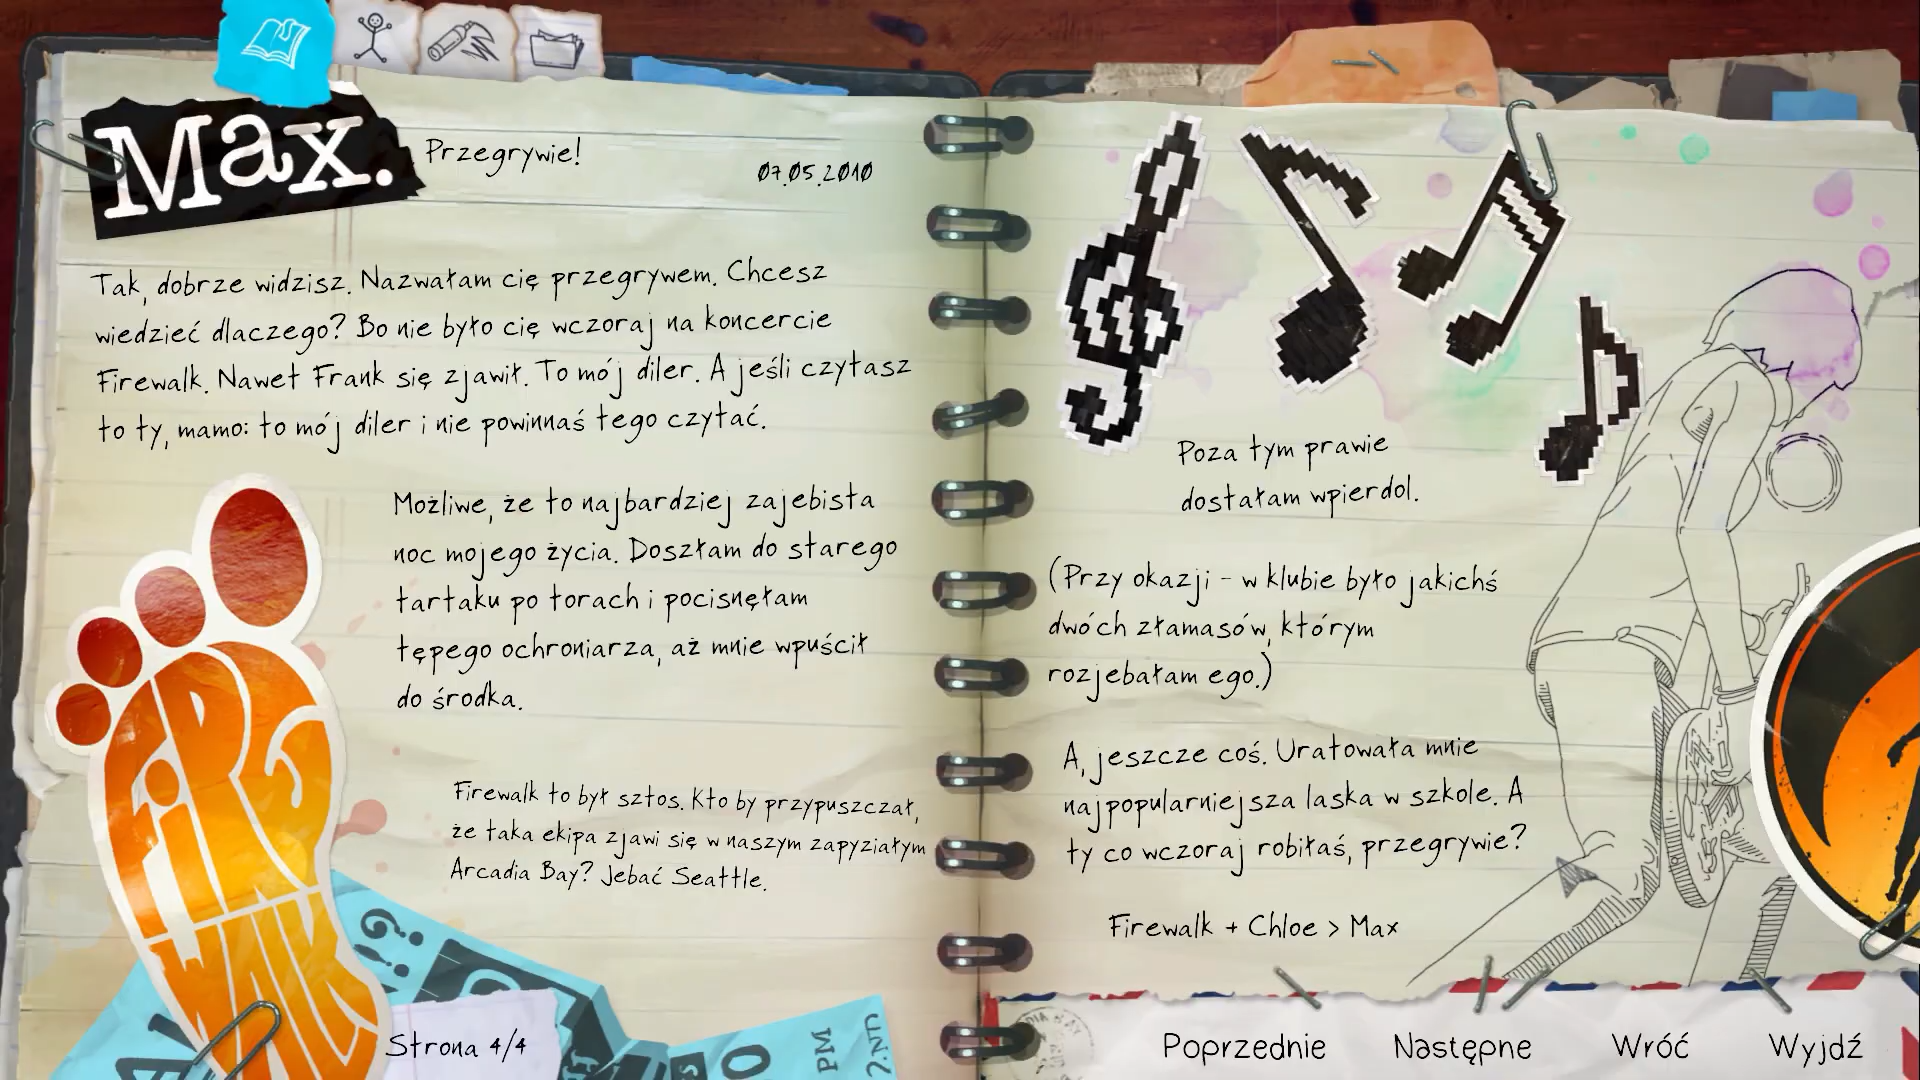 Max.
Przegrywie!
07.05.2010
Tak, dobrze widzisz. Nazwałam cię przegrywem. Chcesz
wiedzieć dlaczego? Bo nie było cię wczoraj na koncercie
Firewalk. Nawet Frank się zjawił. To mój diler. A jeśli czytasz
to ty, mamo: to mój diler i nie powinnaś tego czytać.
Możliwe, że to najbardziej zajebista
noc mojego życia. Doszłam do starego
tartaku po torach i pocisnęłam
tępego ochroniarza, aż mnie wpuścił
do środka.
Firewalk to był sztos. Kto by przypuszczał,
że taka ekipa zjawi się w naszym zapyziałym
Arcadia Bay? Jebać Seattle.
FIRE
WALK
PM
Strona 4/4
Poza tym prawie
dostałam wpierdol.
(Przy okazji - w klubie było jakichś
dwóch złamasów, którym
rozjebałam ego.)
A, jeszcze coś. Uratowała mnie
najpopularniejsza laska w szkole. A
ty co wczoraj robiłaś, przegrywie?
Firewalk + Chloe > Max
Poprzednie Następne Wróć Wyjdź